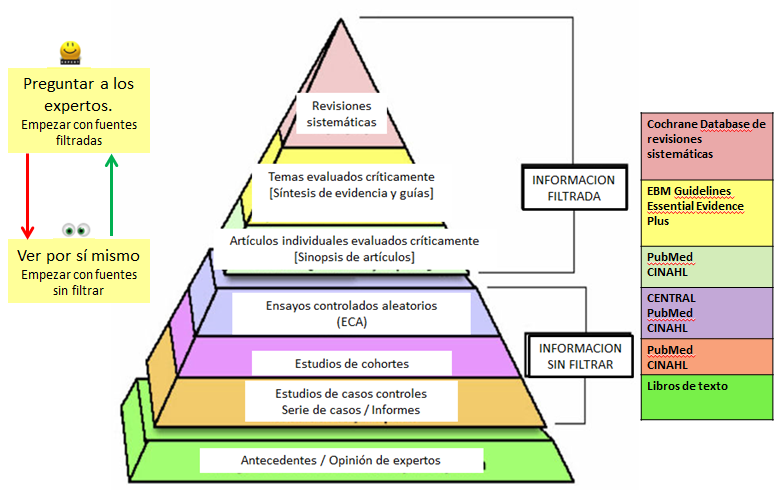 Preguntar a los
expertos.
Empezar con fuentes
filtradas
Ver por sí mismo
Empezar con fuentes
sin filtrar
Revisiones
sistemáticas
Temas evaluados críticamente
[Síntesis de evidencia y guías]
Artículos individuales evaluados críticamente
[Sinopsis de artículos]
Ensayos controlados aleatorios
(ECA)
Estudios de cohortes
Estudios de casos controles
Serie de casos / Informes
Antecedentes / Opinión de expertos
INFORMACION
FILTRADA
INFORMACION
SIN FILTRAR
Cochrane Database de
revisiones
sistemáticas
EBM Guidelines
Essential Evidence
Plus
PubMed
CINAHL
CENTRAL
PubMed
CINAHL
PubMed
CINAHL
Libros de texto